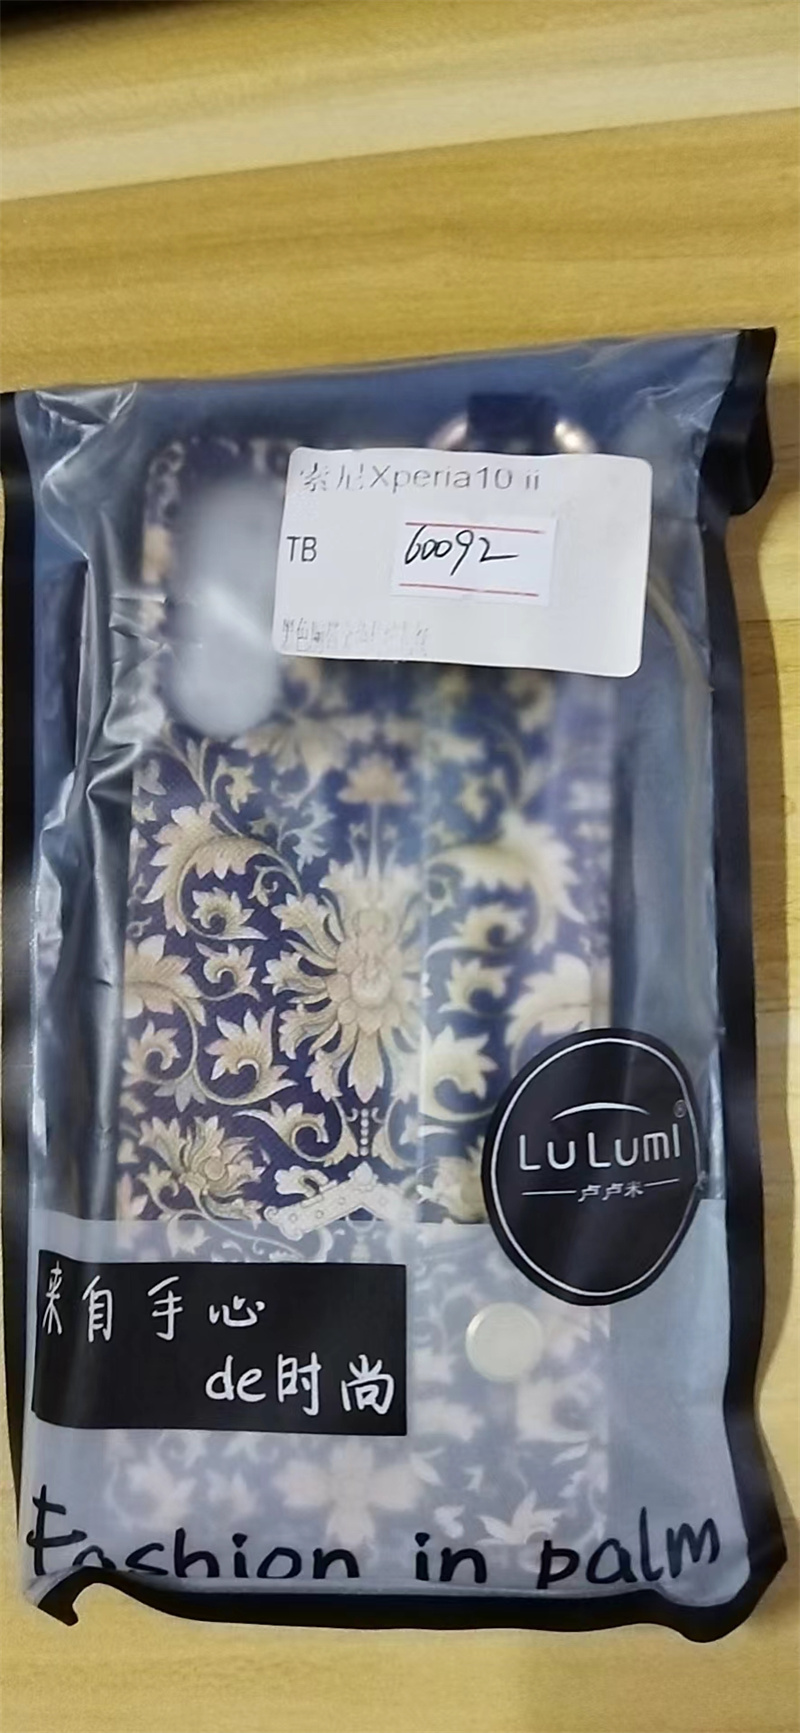 索尼Xperia10 ii
TB
60092
LuLumI®
卢卢米
来自手心
de时尚
Fashion in palm